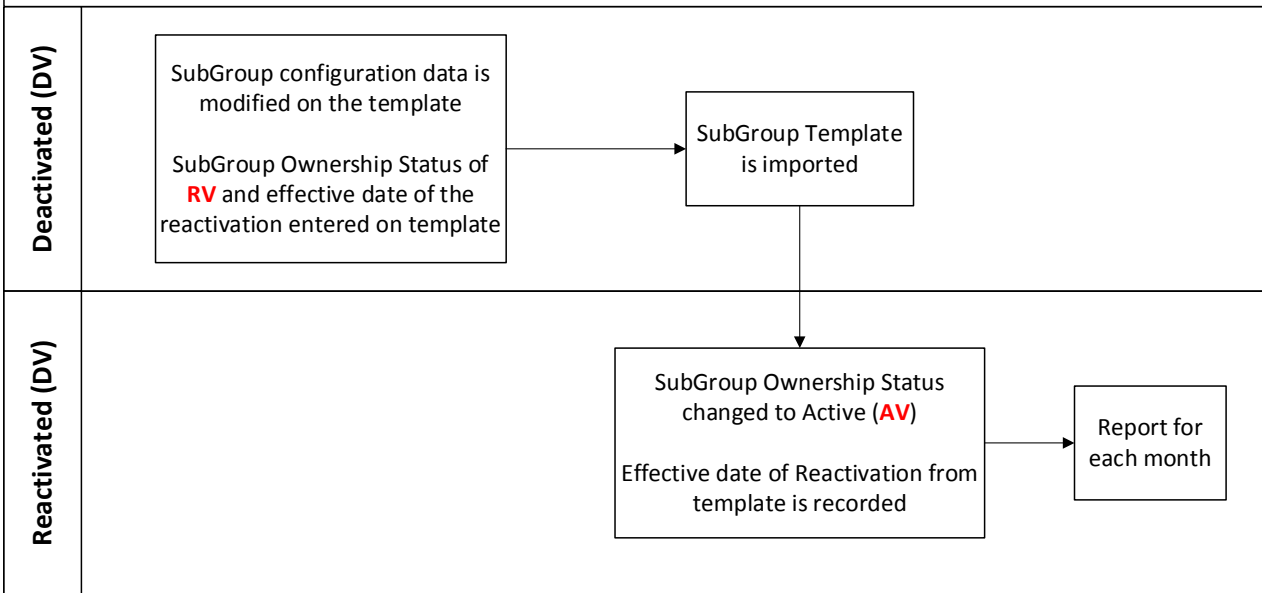 Deactivated (DV)
SubGroup configuration data is
modified on the template
SubGroup Ownership Status of
RV and effective date of the
reactivation entered on template
SubGroup Template
is imported
Reactivated (DV)
SubGroup Ownership Status
changed to Active (AV)
Effective date of Reactivation from
template is recorded
Report for
each month